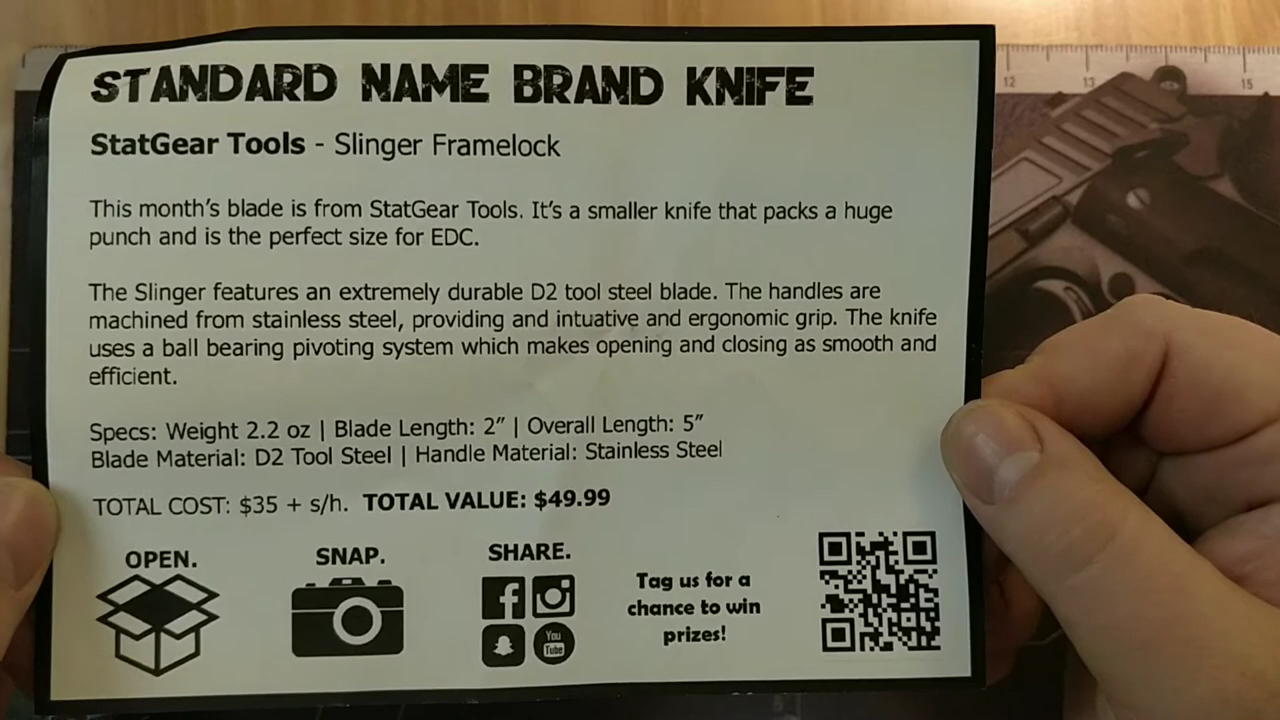 STANDARD NAME BRAND KNIFE
StatGear Tools - Slinger Framelock
This month's blade is from StatGear Tools. It's a smaller knife that packs a huge
punch and is the perfect size for EDC.
The Slinger features an extremely durable D2 tool steel blade. The handles are
machined from stainless steel, providing and intuative and ergonomic grip. The knife
uses a ball bearing pivoting system which makes opening and closing as smooth and
efficient.
Specs: Weight 2.2 oz | Blade Length: 2” | Overall Length: 5”
Blade Material: D2 Tool Steel | Handle Material: Stainless Steel
TOTAL COST: $35 + s/h. TOTAL VALUE: $49.99
OPEN. SNAP. SHARE.
Tag us for a
chance to win
prizes!
You
Tube
12 13 15